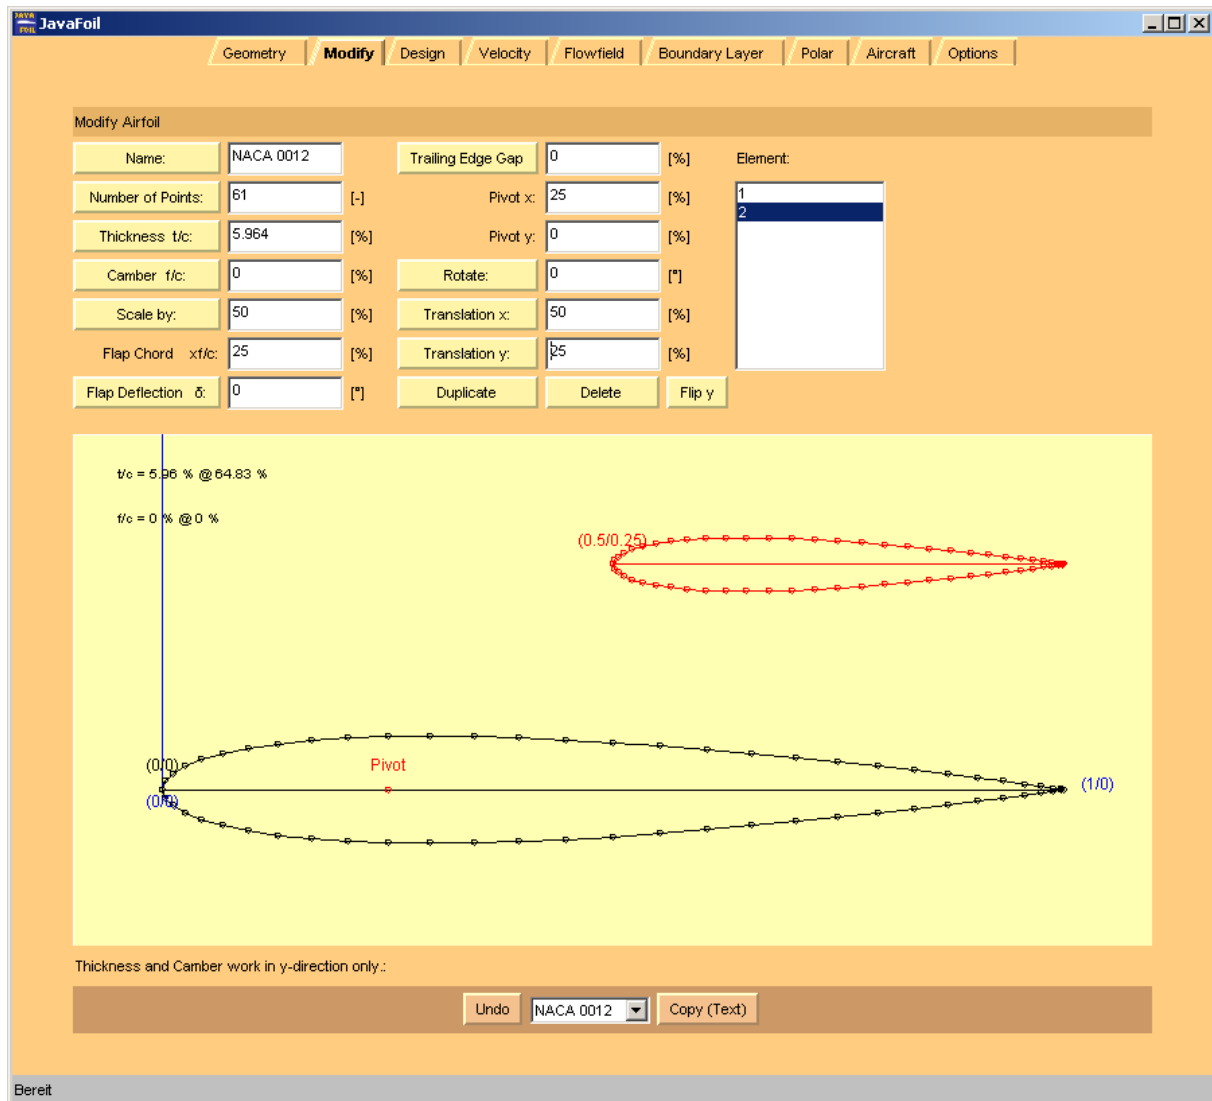 JavaFoil
Geometry Modify Design Velocity Flowfield Boundary Layer Polar Aircraft Options
Modify Airfoil
Name: NACA 0012 Trailing Edge Gap 0 [%] Element:
Number of Points: 61 [-] Pivot x: 25 [%] 1
2
Thickness t/c: 5.964 [%] Pivot y: 0 [%]
Camber f/c: 0 [%] Rotate: 0 [°]
Scale by: 50 [%] Translation x: 50 [%]
Flap Chord xf/c: 25 [%] Translation y: 25 [%]
Flap Deflection δ: 0 [°] Duplicate Delete Flip y
t/c = 5.96 % @ 64.83 %
f/c = 0 % @ 0 %
(0.5/0.25)
(0/0) Pivot
(1/0)
(0/0)
Thickness and Camber work in y-direction only.:
Undo NACA 0012 Copy (Text)
Bereit